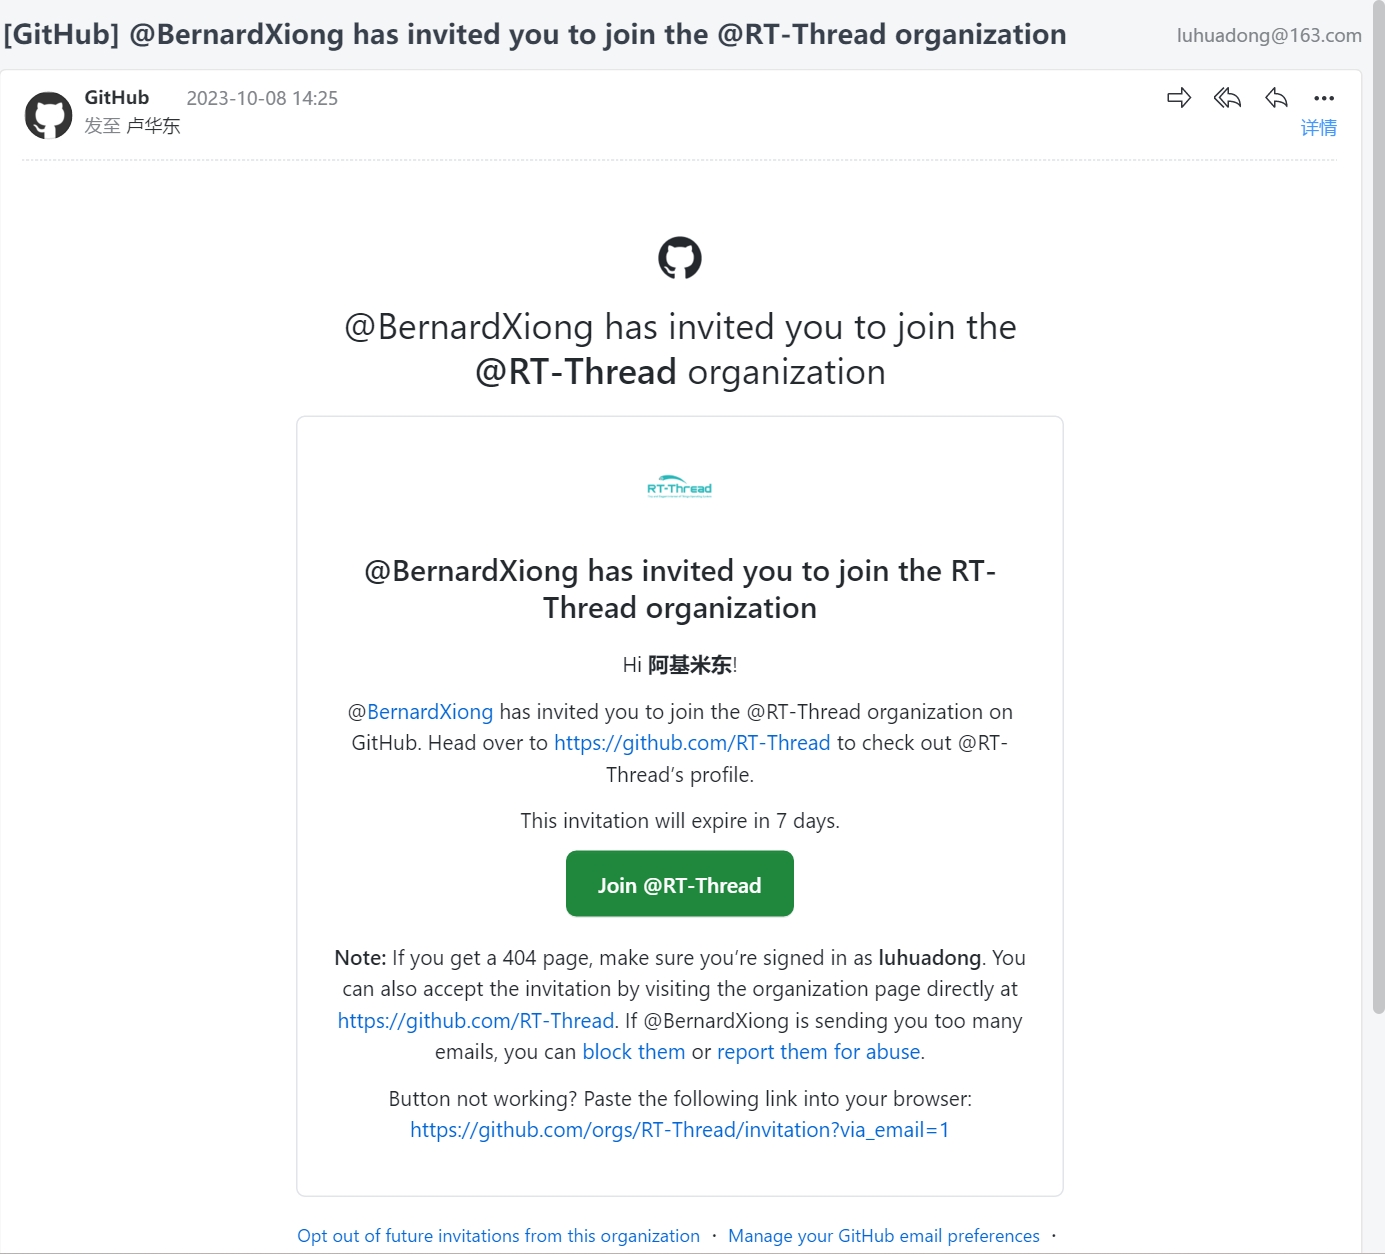 [GitHub] @BernardXiong has invited you to join the @RT-Thread organization
luhuadong@163.com
GitHub 2023-10-08 14:25
发至 卢华东
详情
@BernardXiong has invited you to join the
@RT-Thread organization
RT-Thread
@BernardXiong has invited you to join the RT-
Thread organization
Hi 阿基米东!
@BernardXiong has invited you to join the @RT-Thread organization on
GitHub. Head over to https://github.com/RT-Thread to check out @RT-
Thread’s profile.
This invitation will expire in 7 days.
Join @RT-Thread
Note: If you get a 404 page, make sure you’re signed in as luhuadong. You
can also accept the invitation by visiting the organization page directly at
https://github.com/RT-Thread. If @BernardXiong is sending you too many
emails, you can block them or report them for abuse.
Button not working? Paste the following link into your browser:
https://github.com/orgs/RT-Thread/invitation?via_email=1
Opt out of future invitations from this organization · Manage your GitHub email preferences ·